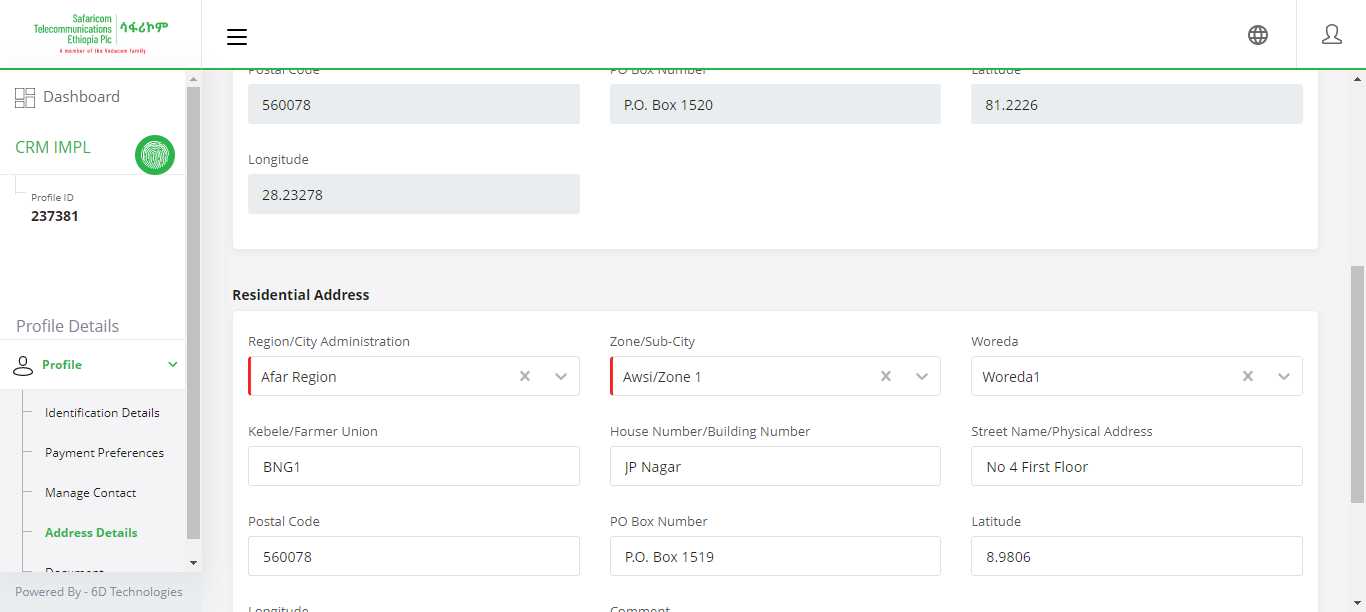 Safaricom
Telecommunications
Ethiopia Plc
ሳፋሪኮም
A member of the Vodacom family
Dashboard
CRM IMPL
Profile ID
237381
Profile Details
Profile
Identification Details
Payment Preferences
Manage Contact
Address Details
Document
Powered By - 6D Technologies
Postal Code PO Box Number Latitude
560078 P.O. Box 1520 81.2226
Longitude
28.23278
Residential Address
Region/City Administration Zone/Sub-City Woreda
Afar Region Awsi/Zone 1 Woreda1
Kebele/Farmer Union House Number/Building Number Street Name/Physical Address
BNG1 JP Nagar No 4 First Floor
Postal Code PO Box Number Latitude
560078 P.O. Box 1519 8.9806
Longitude Comment